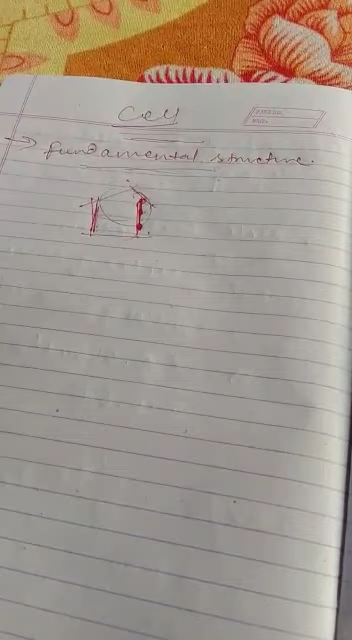 Cell
→ fundamental structure.